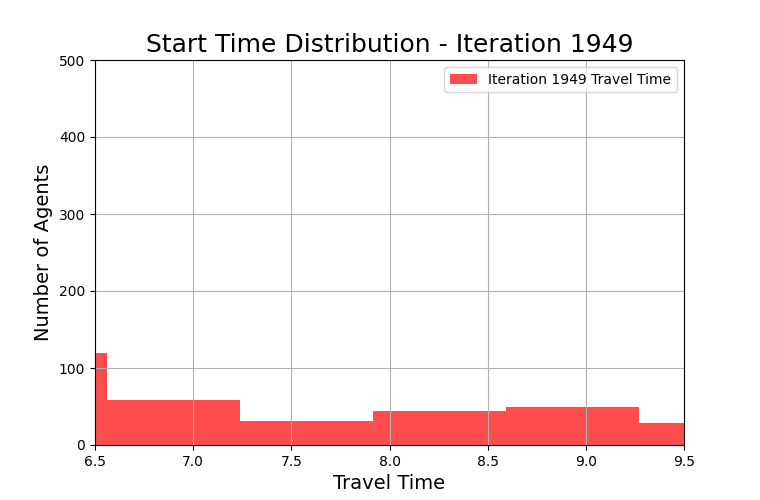 Start Time Distribution - Iteration 1949
500
Iteration 1949 Travel Time
400
300
200
100
0
Number of Agents
6.5 7.0 7.5 8.0 8.5 9.0 9.5
Travel Time